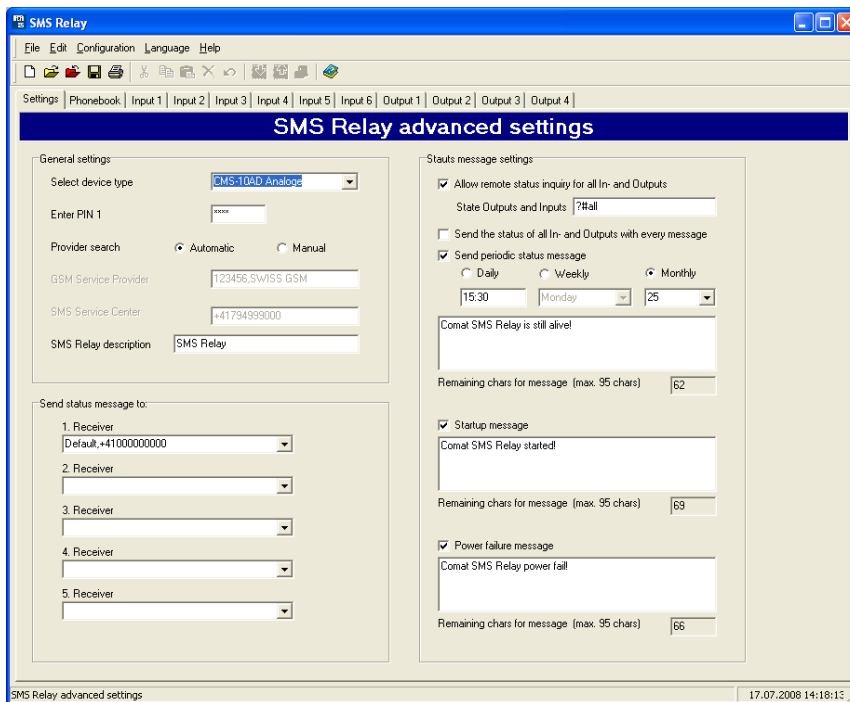 SMS Relay
File Edit Configuration Language Help
Settings Phonebook Input 1 Input 2 Input 3 Input 4 Input 5 Input 6 Output 1 Output 2 Output 3 Output 4
SMS Relay advanced settings
General settings
Select device type CMS-10AD Analoge
Enter PIN 1 ××××
Provider search Automatic Manual
GSM Service Provider 123456,SWISS GSM
SMS Service Center +41794999000
SMS Relay description SMS Relay
Send status message to:
1. Receiver
Default,+41000000000
2. Receiver
3. Receiver
4. Receiver
5. Receiver
Stauts message settings
Allow remote status inquiry for all In- and Outputs
State Outputs and Inputs ?#all
Send the status of all In- and Outputs with every message
Send periodic status message
Daily Weekly Monthly
15:30 Monday 25
Comat SMS Relay is still alive!
Remaining chars for message (max. 95 chars) 62
Startup message
Comat SMS Relay started!
Remaining chars for message (max. 95 chars) 69
Power failure message
Comat SMS Relay power fail!
Remaining chars for message (max. 95 chars) 66
SMS Relay advanced settings 17.07.2008 14:18:13